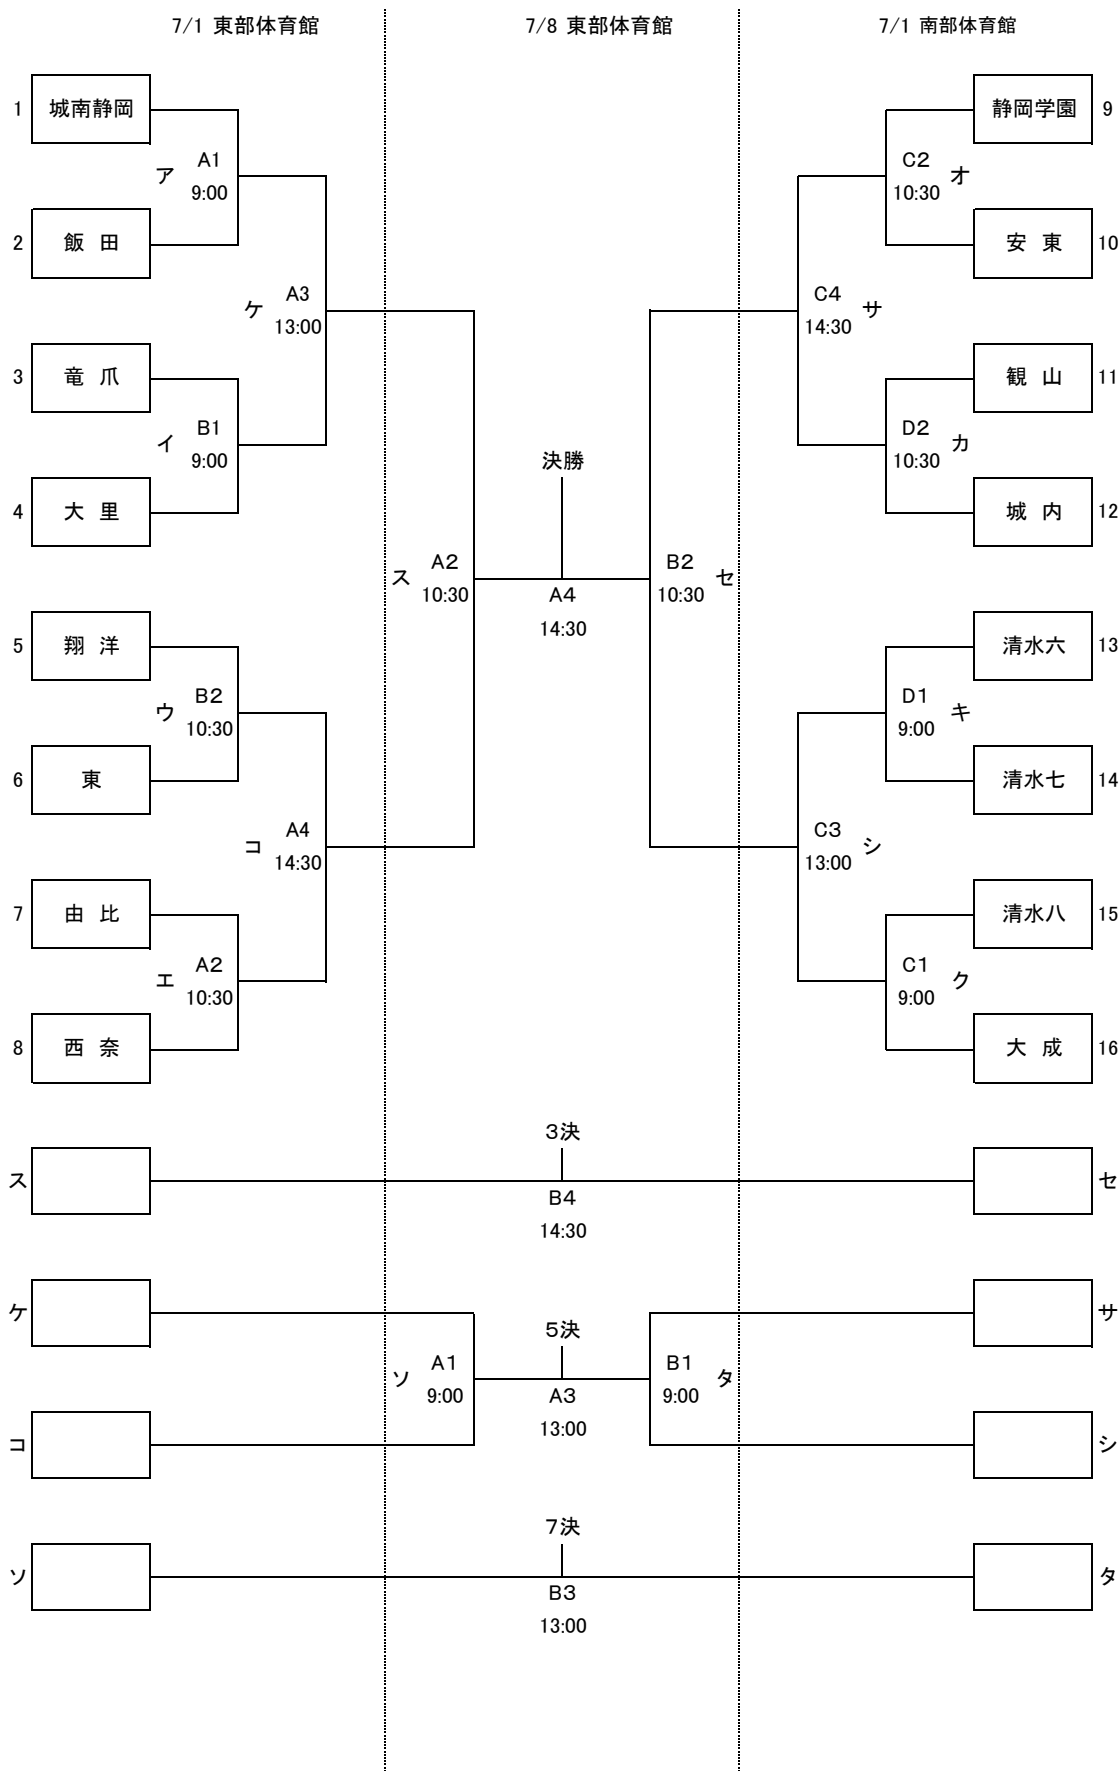 7/1 東部体育館
7/8 東部体育館
7/1 南部体育館
1 城南静岡
静岡学園 9
ア A1
9:00
C2 オ
10:30
2 飯 田
安 東 10
ケ A3
13:00
C4 サ
14:30
3 竜 爪
観 山 11
イ B1
9:00
D2 カ
10:30
決勝
4 大 里
城 内 12
ス A2
10:30
B2 セ
10:30
A4
14:30
5 翔 洋
清水六 13
ウ B2
10:30
D1 キ
9:00
6 東
清水七 14
コ A4
14:30
C3 シ
13:00
7 由 比
清水八 15
エ A2
10:30
C1 ク
9:00
8 西 奈
大 成 16
3決
ス
セ
B4
14:30
ケ
サ
5決
ソ A1
9:00
B1 タ
9:00
A3
13:00
コ
シ
7決
ソ
タ
B3
13:00